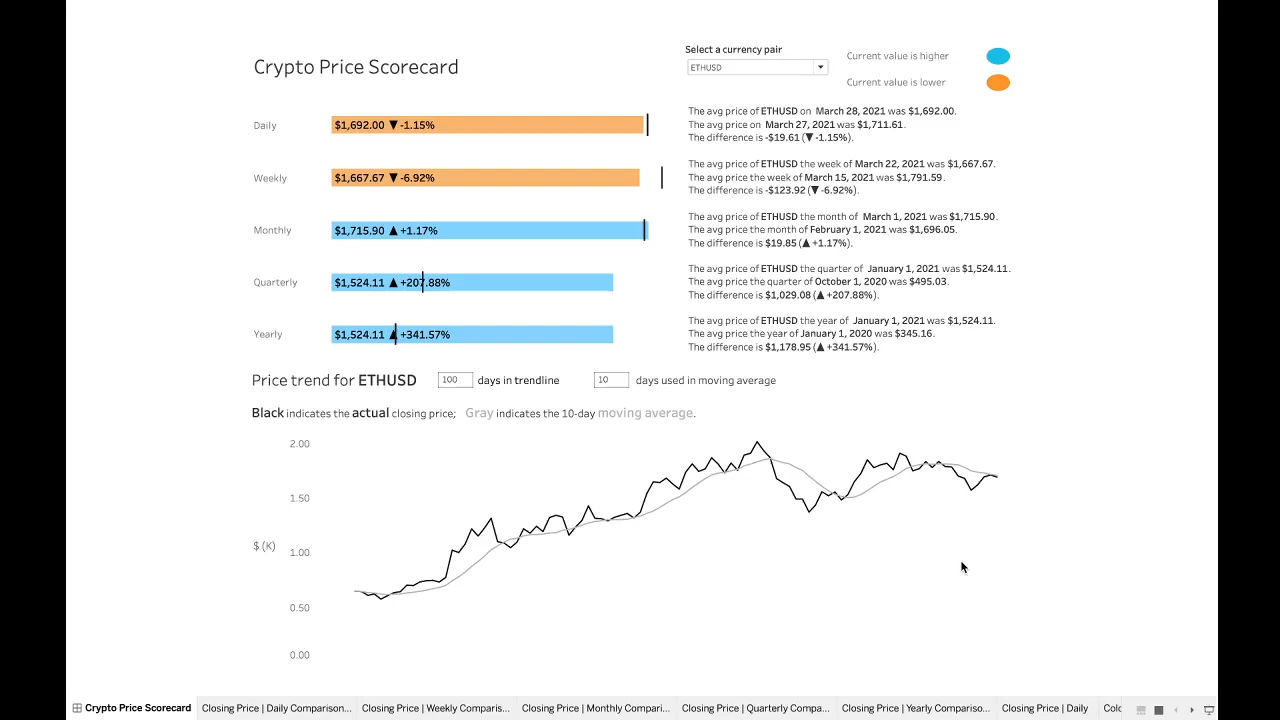 Crypto Price Scorecard
Select a currency pair
ETHUSD
Current value is higher
Current value is lower
Daily
$1,692.00 ▼ -1.15%
The avg price of ETHUSD on March 28, 2021 was $1,692.00.
The avg price on March 27, 2021 was $1,711.61.
The difference is -$19.61 (▼ -1.15%).
Weekly
$1,667.67 ▼ -6.92%
The avg price of ETHUSD the week of March 22, 2021 was $1,667.67.
The avg price the week of March 15, 2021 was $1,791.59.
The difference is -$123.92 (▼ -6.92%).
Monthly
$1,715.90 ▲ +1.17%
The avg price of ETHUSD the month of March 1, 2021 was $1,715.90.
The avg price the month of February 1, 2021 was $1,696.05.
The difference is $19.85 (▲ +1.17%).
Quarterly
$1,524.11 ▲ +207.88%
The avg price of ETHUSD the quarter of January 1, 2021 was $1,524.11.
The avg price the quarter of October 1, 2020 was $495.03.
The difference is $1,029.08 (▲ +207.88%).
Yearly
$1,524.11 ▲ +341.57%
The avg price of ETHUSD the year of January 1, 2021 was $1,524.11.
The avg price the year of January 1, 2020 was $345.16.
The difference is $1,178.95 (▲ +341.57%).
Price trend for ETHUSD
100 days in trendline
10 days used in moving average
Black indicates the actual closing price; Gray indicates the 10-day moving average.
2.00
1.50
$ (K)
1.00
0.50
0.00
Crypto Price Scorecard
Closing Price | Daily Comparison...
Closing Price | Weekly Comparis...
Closing Price | Monthly Compari...
Closing Price | Quarterly Compa...
Closing Price | Yearly Compariso...
Closing Price | Daily